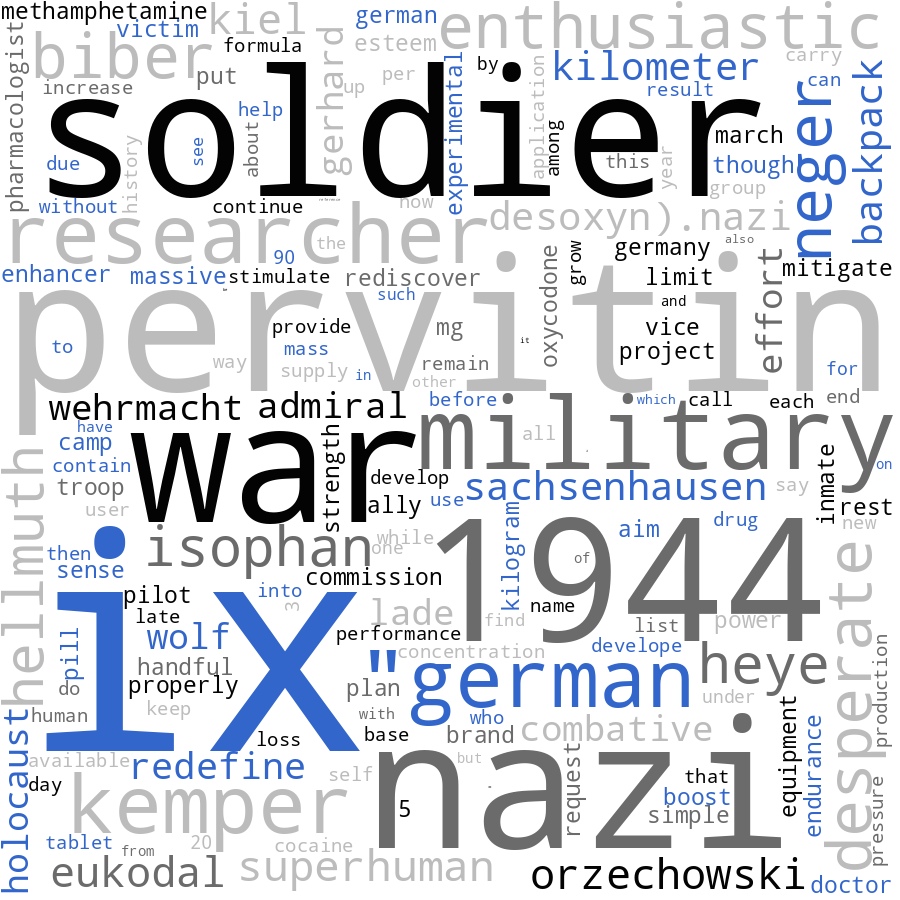 methamphetamine
victim
kiel
german
enthusiastic
biber
formula
esteem
by
kilometer
carry
pharmacologist
increase
put
per
up
can
result
soldier
gerhard
experimental
application
among
neger
backpack
help
see
about
due
history
this
march
year
though
group
without
continue
reference
now
researcher
desoxyn).nazi
the
also
90
enhancer
massive
stimulate
rediscover
oxycodone
grow
germany
limit
mitigate
effort
such
and
pervitin
to
provide
mass
mg
it
vice
project
way
supply
in
remain
other
for
wehrmacht
admiral
before
which
call
each
end
have
camp
war
military
all
contain
troop
strength
develop
on
user
ally
use
sachsenhausen
say
inmate
rest
hellmuth
isophan
while
one
1944
kilogram
aim
drug
new
then
sense
of
commission
ix
pilot
into
3
late
lade
name
find
list
power
desperate
wolf
performance
pill
handful
concentration
develope
do
properly
plan
"german
heye
under
production
human
keep
with
who
holocaust
loss
base
brand
combative
but
equipment
endurance
available
redefine
self
nazi
request
that
day
boost
pressure
kemper
5
simple
tablet
from
20
cocaine
eukodal
superhuman
orzechowski
doctor